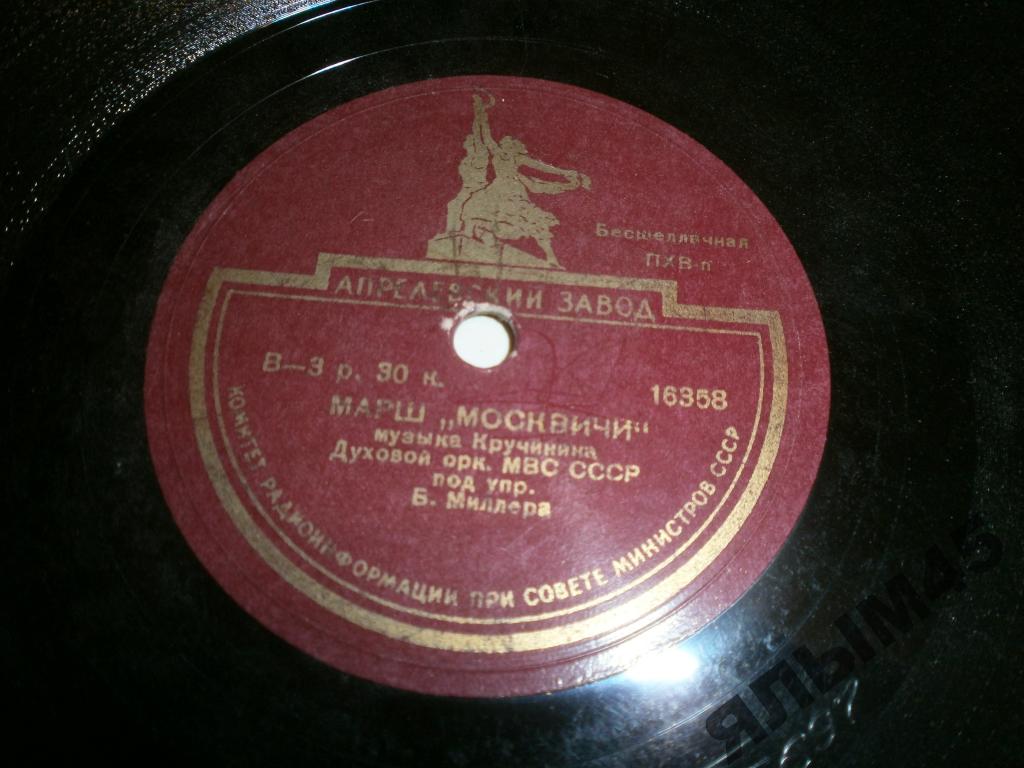 Бесшеллачная
ПХВ-п
АПРЕЛЕВСКИЙ ЗАВОД
В—3 р. 30 к.
16358
МАРШ „МОСКВИЧИ“
музыка Кручинина
Духовой орк. МВС СССР
под упр.
Б. Миллера
КОМИТЕТ РАДИОИНФОРМАЦИИ ПРИ СОВЕТЕ МИНИСТРОВ СССР
ЯЛЫМ45